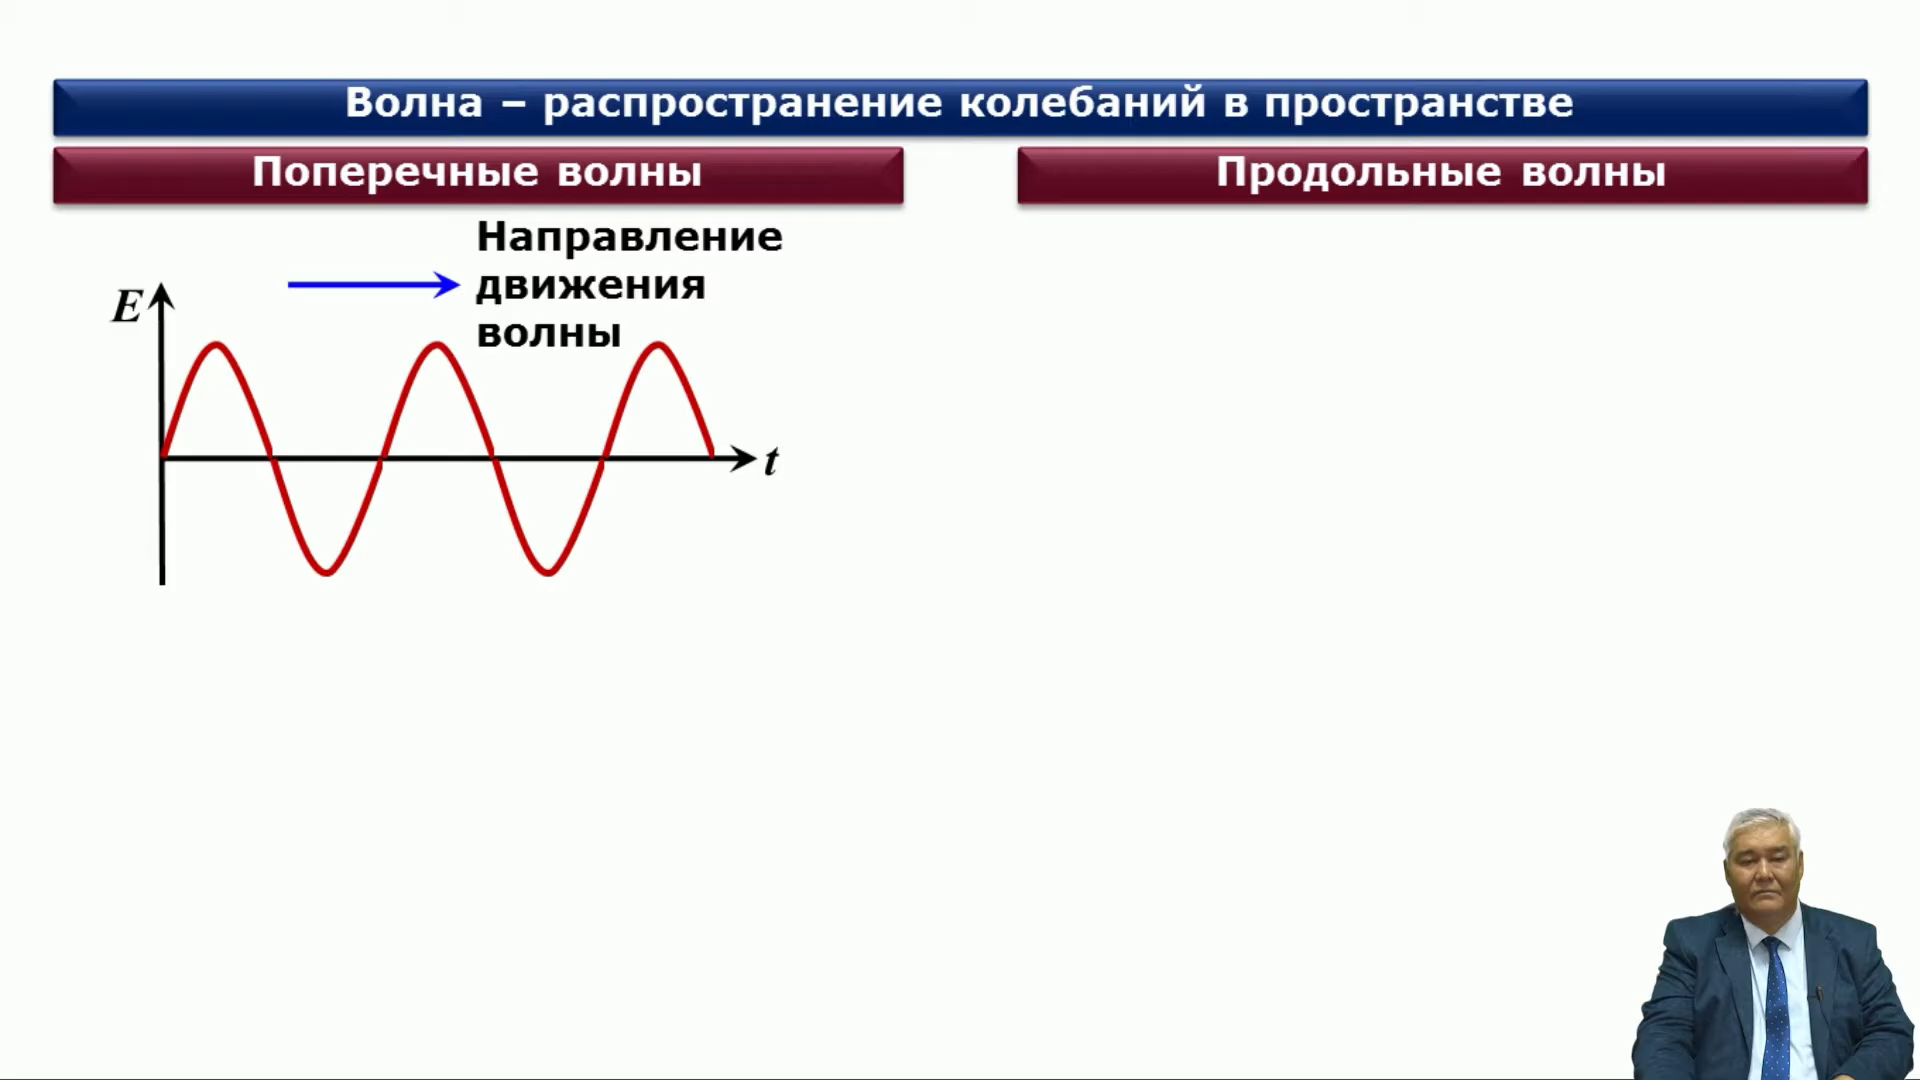 Волна – распространение колебаний в пространстве
Поперечные волны
Продольные волны
Направление
движения
волны
E
t